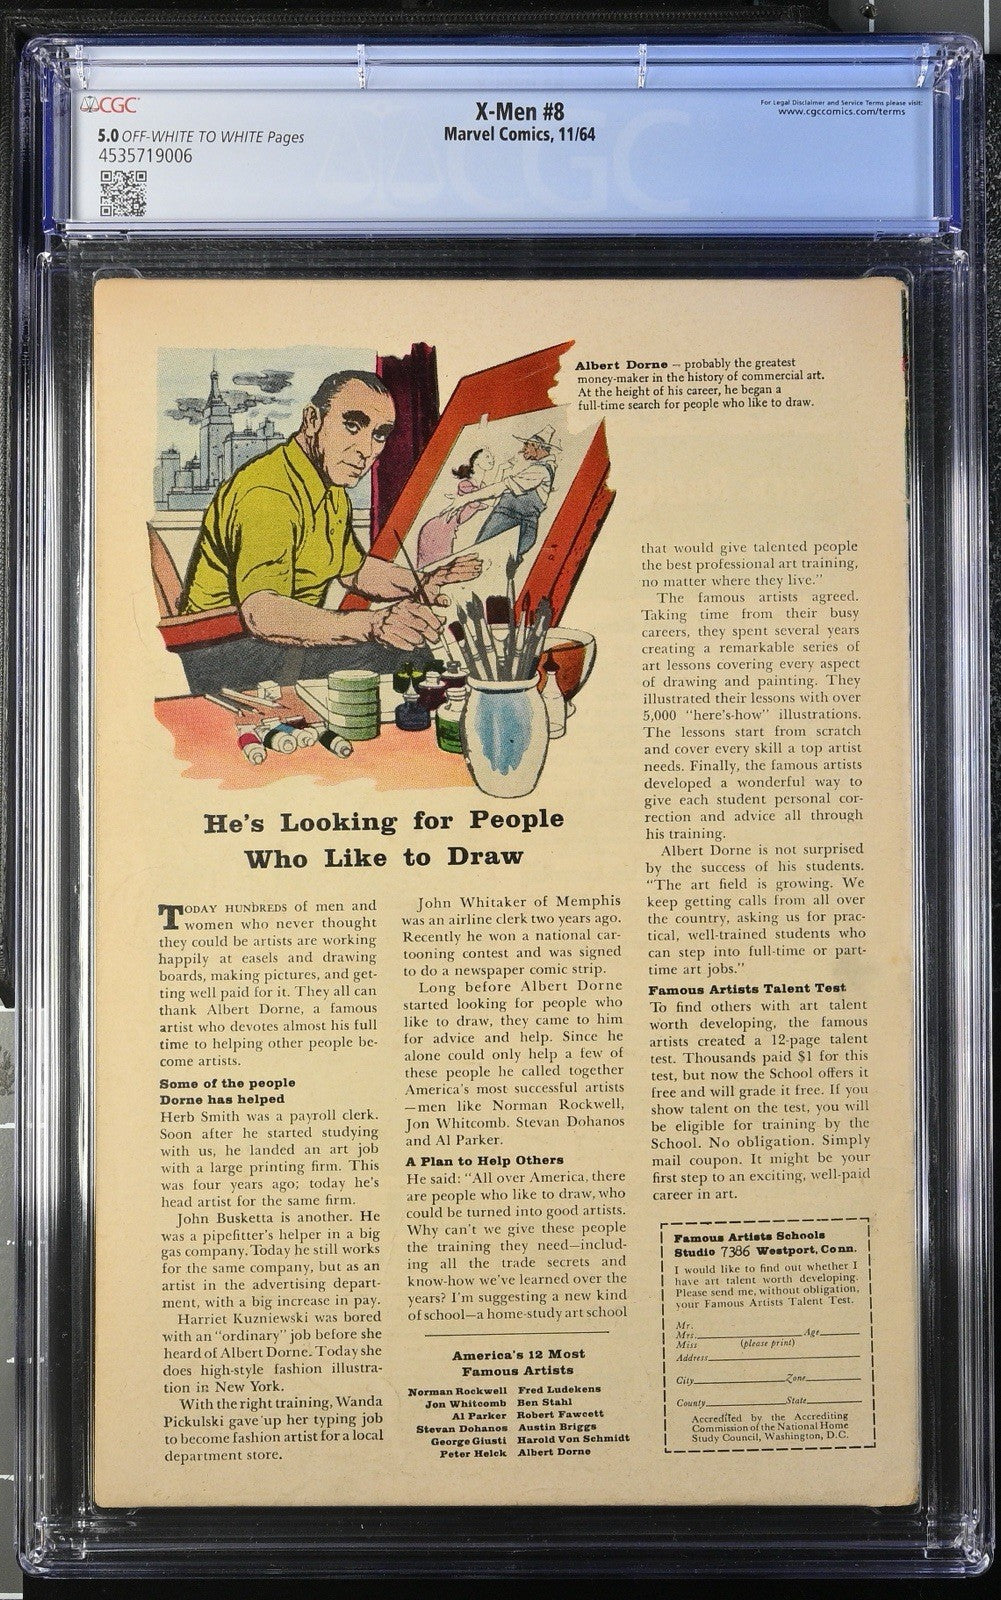 CGC
5.0 OFF-WHITE TO WHITE Pages
4535719006
X-Men #8
Marvel Comics, 11/64
For Legal Disclaimer and Service Terms please visit:
www.cgccomics.com/terms
CGC
Albert Dorne — probably the greatest
money-maker in the history of commercial art.
At the height of his career, he began a
full-time search for people who like to draw.
He's Looking for People
Who Like to Draw
TODAY HUNDREDS of men and
women who never thought
they could be artists are working
happily at easels and drawing
boards, making pictures, and get-
ting well paid for it. They all can
thank Albert Dorne, a famous
artist who devotes almost his full
time to helping other people be-
come artists.
Some of the people
Dorne has helped
Herb Smith was a payroll clerk.
Soon after he started studying
with us, he landed an art job
with a large printing firm. This
was four years ago; today he's
head artist for the same firm.
John Busketta is another. He
was a pipefitter's helper in a big
gas company. Today he still works
for the same company, but as an
artist in the advertising depart-
ment, with a big increase in pay.
Harriet Kuzniewski was bored
with an "ordinary" job before she
heard of Albert Dorne. Today she
does high-style fashion illustra-
tion in New York.
With the right training, Wanda
Pickulski gave up her typing job
to become fashion artist for a local
department store.
John Whitaker of Memphis
was an airline clerk two years ago.
Recently he won a national car-
tooning contest and was signed
to do a newspaper comic strip.
Long before Albert Dorne
started looking for people who
like to draw, they came to him
for advice and help. Since he
alone could only help a few of
these people he called together
America's most successful artists
—men like Norman Rockwell,
Jon Whitcomb. Stevan Dohanos
and Al Parker.
A Plan to Help Others
He said: "All over America, there
are people who like to draw, who
could be turned into good artists.
Why can't we give these people
the training they need—includ-
ing all the trade secrets and
know-how we've learned over the
years? I'm suggesting a new kind
of school—a home-study art school
America's 12 Most
Famous Artists
Norman Rockwell Fred Ludekens
Jon Whitcomb Ben Stahl
Al Parker Robert Fawcett
Stevan Dohanos Austin Briggs
George Giusti Harold Von Schmidt
Peter Helck Albert Dorne
that would give talented people
the best professional art training,
no matter where they live."
The famous artists agreed.
Taking time from their busy
careers, they spent several years
creating a remarkable series of
art lessons covering every aspect
of drawing and painting. They
illustrated their lessons with over
5,000 "here's-how" illustrations.
The lessons start from scratch
and cover every skill a top artist
needs. Finally, the famous artists
developed a wonderful way to
give each student personal cor-
rection and advice all through
his training.
Albert Dorne is not surprised
by the success of his students.
"The art field is growing. We
keep getting calls from all over
the country, asking us for prac-
tical, well-trained students who
can step into full-time or part-
time art jobs."
Famous Artists Talent Test
To find others with art talent
worth developing, the famous
artists created a 12-page talent
test. Thousands paid $1 for this
test, but now the School offers it
free and will grade it free. If you
show talent on the test, you will
be eligible for training by the
School. No obligation. Simply
mail coupon. It might be your
first step to an exciting, well-paid
career in art.
Famous Artists Schools
Studio 7386 Westport, Conn.
I would like to find out whether I
have art talent worth developing.
Please send me, without obligation,
your Famous Artists Talent Test.
Mr.
Mrs. Age
Miss (please print)
Address
City Zone
County State
Accredited by the Accrediting
Commission of the National Home
Study Council, Washington, D.C.